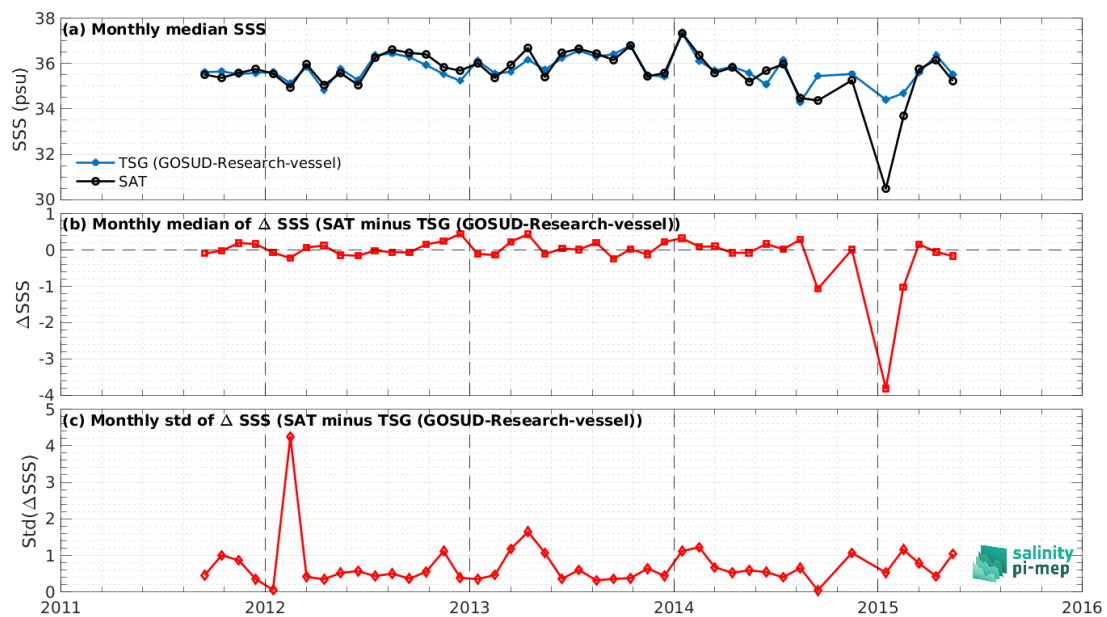 (a) Monthly median SSS
38
36
34
32
30
SSS (psu)
TSG (GOSUD-Research-vessel)
SAT
(b) Monthly median of Δ SSS (SAT minus TSG (GOSUD-Research-vessel))
1
0
-1
-2
-3
-4
ΔSSS
(c) Monthly std of Δ SSS (SAT minus TSG (GOSUD-Research-vessel))
5
4
3
2
1
0
Std(ΔSSS)
2011 2012 2013 2014 2015 2016
salinity
pi-mep